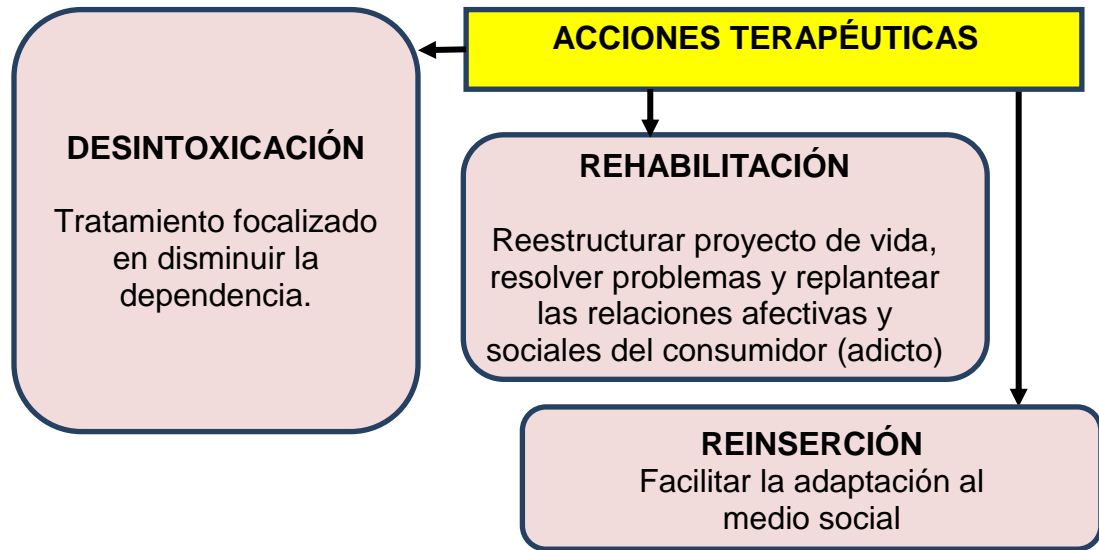 ACCIONES TERAPÉUTICAS
DESINTOXICACIÓN
Tratamiento focalizado
en disminuir la
dependencia.
REHABILITACIÓN
Reestructurar proyecto de vida,
resolver problemas y replantear
las relaciones afectivas y
sociales del consumidor (adicto)
REINSERCIÓN
Facilitar la adaptación al
medio social